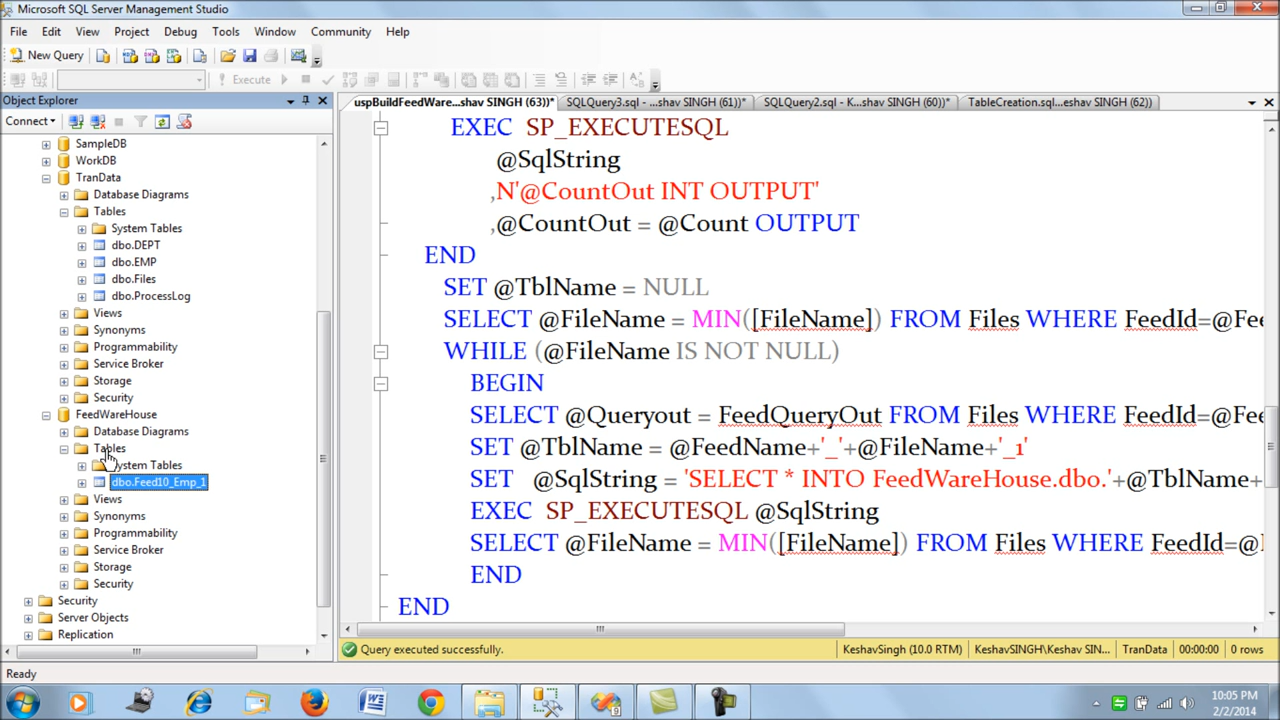 Microsoft SQL Server Management Studio
File Edit View Project Debug Tools Window Community Help
New Query
Execute
Object Explorer
uspBuildFeedWare...shav SINGH (63))*
SQLQuery3.sql - ...shav SINGH (61))*
SQLQuery2.sql - K...shav SINGH (60))*
TableCreation.sql...eshav SINGH (62))
Connect
SampleDB
WorkDB
TranData
Database Diagrams
Tables
System Tables
dbo.DEPT
dbo.EMP
dbo.Files
dbo.ProcessLog
Views
Synonyms
Programmability
Service Broker
Storage
Security
FeedWareHouse
Database Diagrams
Tables
System Tables
dbo.Feed10_Emp_1
Views
Synonyms
Programmability
Service Broker
Storage
Security
Security
Server Objects
Replication
EXEC SP_EXECUTESQL
@SqlString
,N'@CountOut INT OUTPUT'
,@CountOut = @Count OUTPUT
END
SET @TblName = NULL
SELECT @FileName = MIN([FileName]) FROM Files WHERE FeedId=@Fee
WHILE (@FileName IS NOT NULL)
BEGIN
SELECT @Queryout = FeedQueryOut FROM Files WHERE FeedId=@Fee
SET @TblName = @FeedName+'_'+@FileName+'_1'
SET @SqlString = 'SELECT * INTO FeedWareHouse.dbo.'+@TblName+
EXEC SP_EXECUTESQL @SqlString
SELECT @FileName = MIN([FileName]) FROM Files WHERE FeedId=@
END
END
Query executed successfully.
KeshavSingh (10.0 RTM)
KeshavSINGH\Keshav SIN...
TranData
00:00:00
0 rows
Ready
10:05 PM
2/2/2014